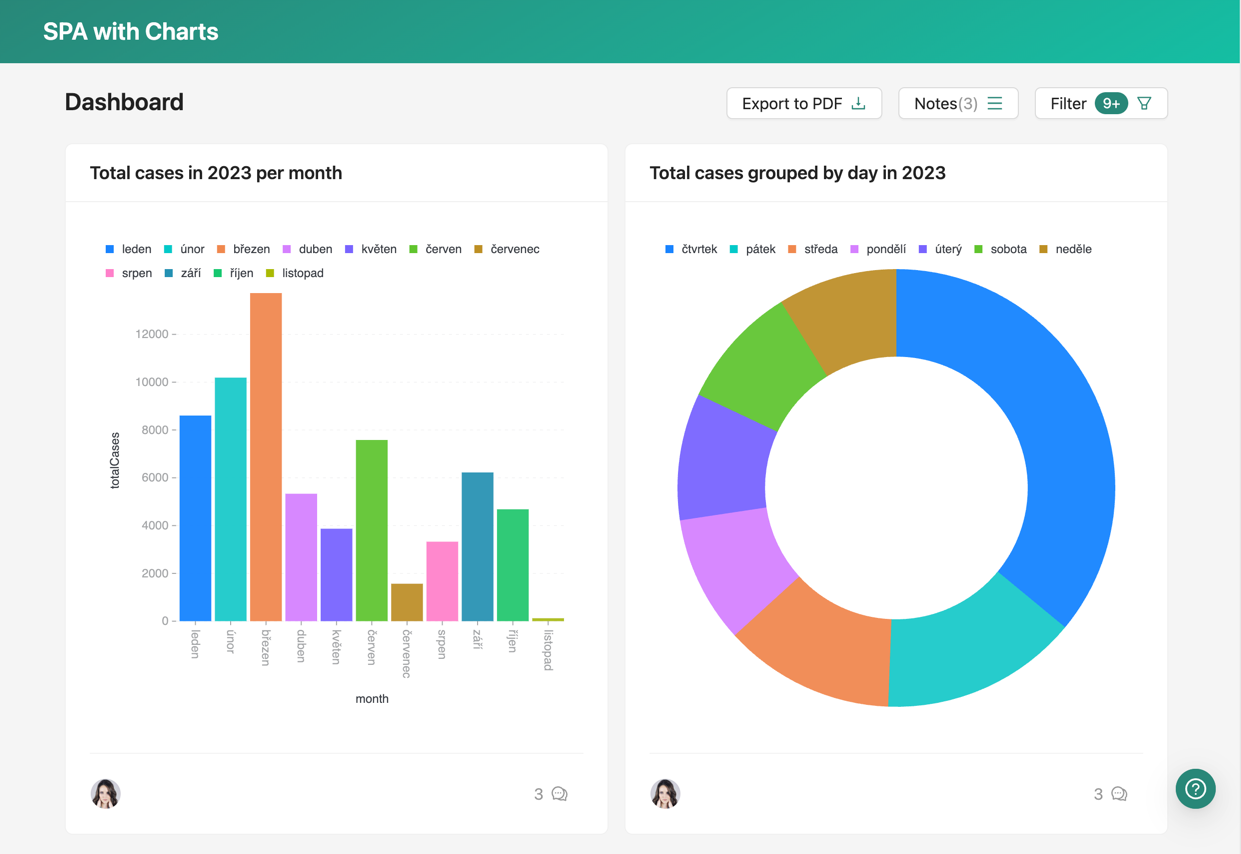 SPA with Charts
Dashboard
Export to PDF
Notes(3)
Filter 9+
Total cases in 2023 per month
leden únor březen duben květen červen červenec
srpen září říjen listopad
12000
10000
8000
6000
4000
2000
0
totalCases
leden únor březen duben květen červen červenec srpen září říjen listopad
month
3
Total cases grouped by day in 2023
čtvrtek pátek středa pondělí úterý sobota neděle
3
?